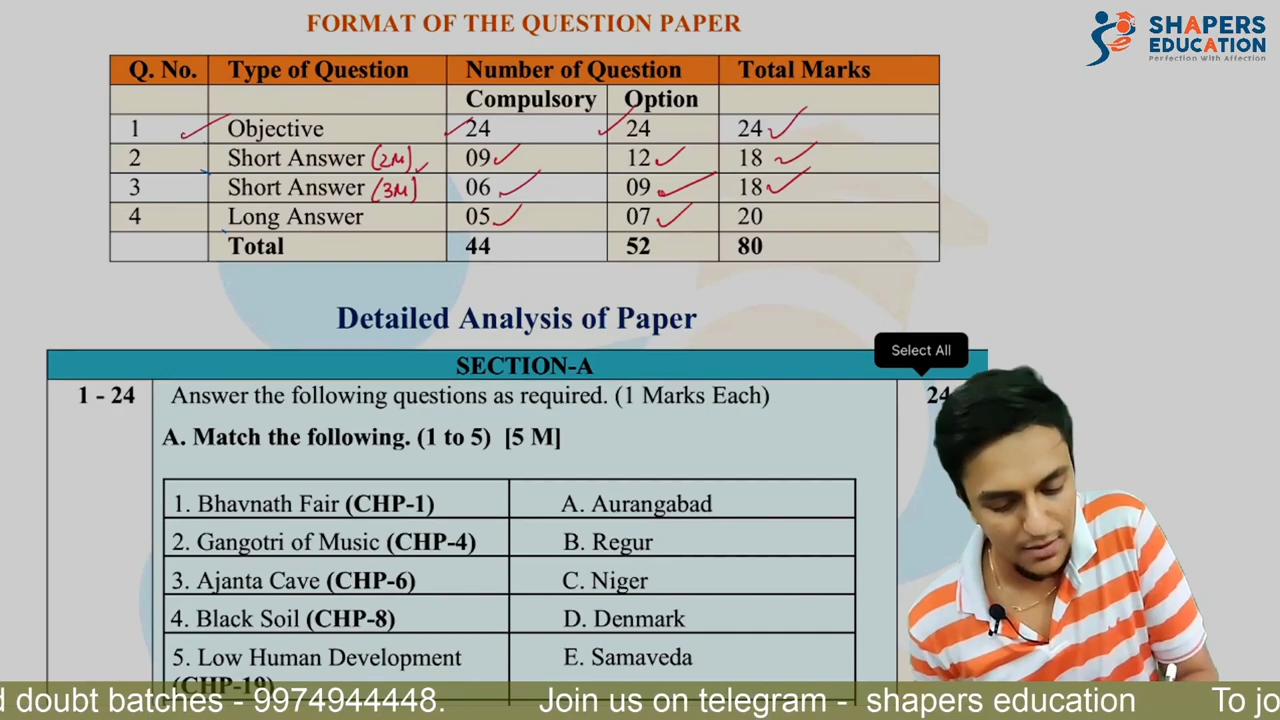 FORMAT OF THE QUESTION PAPER
SHAPERS
EDUCATION
Perfection With Affection
Q. No. Type of Question Number of Question Total Marks
Compulsory Option
1 Objective 24 24 24
2 Short Answer (2M) 09 12 18
3 Short Answer (3M) 06 09 18
4 Long Answer 05 07 20
Total 44 52 80
Detailed Analysis of Paper
Select All
SECTION-A
1 - 24 Answer the following questions as required. (1 Marks Each) 24
A. Match the following. (1 to 5) [5 M]
1. Bhavnath Fair (CHP-1) A. Aurangabad
2. Gangotri of Music (CHP-4) B. Regur
3. Ajanta Cave (CHP-6) C. Niger
4. Black Soil (CHP-8) D. Denmark
5. Low Human Development E. Samaveda
(CHP-19)
d doubt batches - 9974944448. Join us on telegram - shapers education To jo